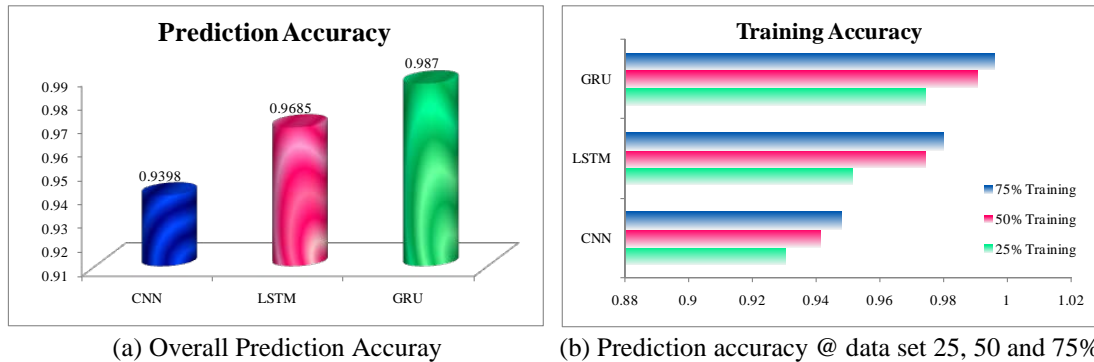 Prediction Accuracy
0.99
0.98
0.97
0.96
0.95
0.94
0.93
0.92
0.91
0.9398
0.9685
0.987
CNN LSTM GRU
(a) Overall Prediction Accuray
Training Accuracy
GRU
LSTM
CNN
75% Training
50% Training
25% Training
0.88 0.9 0.92 0.94 0.96 0.98 1 1.02
(b) Prediction accuracy @ data set 25, 50 and 75%